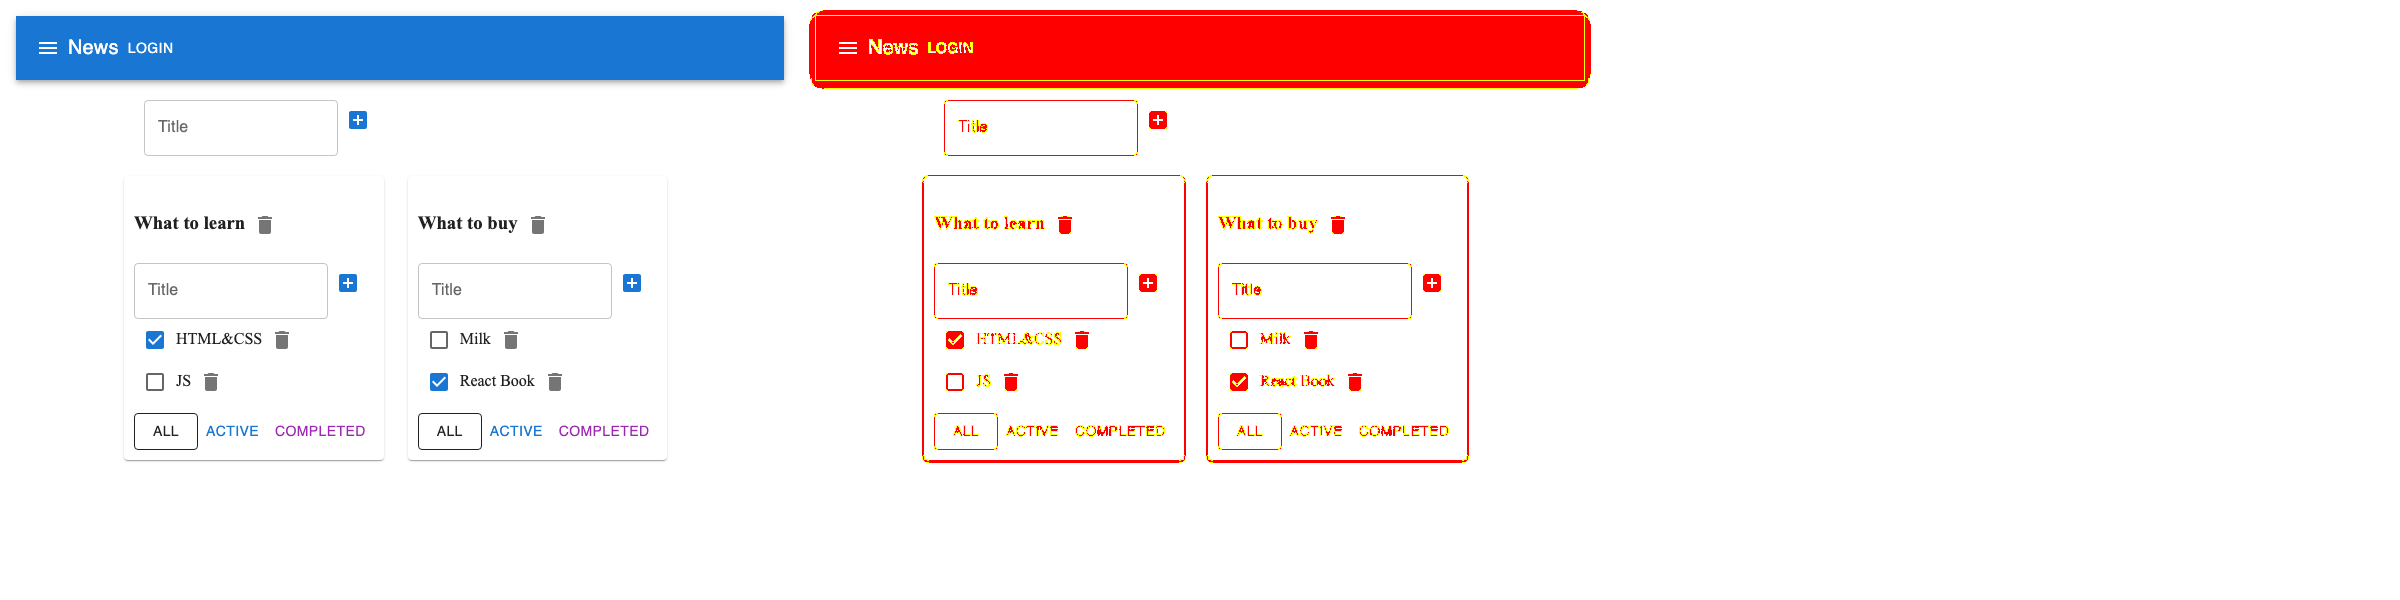 News LOGIN
Title
What to learn
Title
HTML&CSS
JS
ALL ACTIVE COMPLETED
What to buy
Title
Milk
React Book
ALL ACTIVE COMPLETED
News LOGIN
Title
What to learn
Title
HTML&CSS
JS
ALL ACTIVE COMPLETED
What to buy
Title
Milk
React Book
ALL ACTIVE COMPLETED